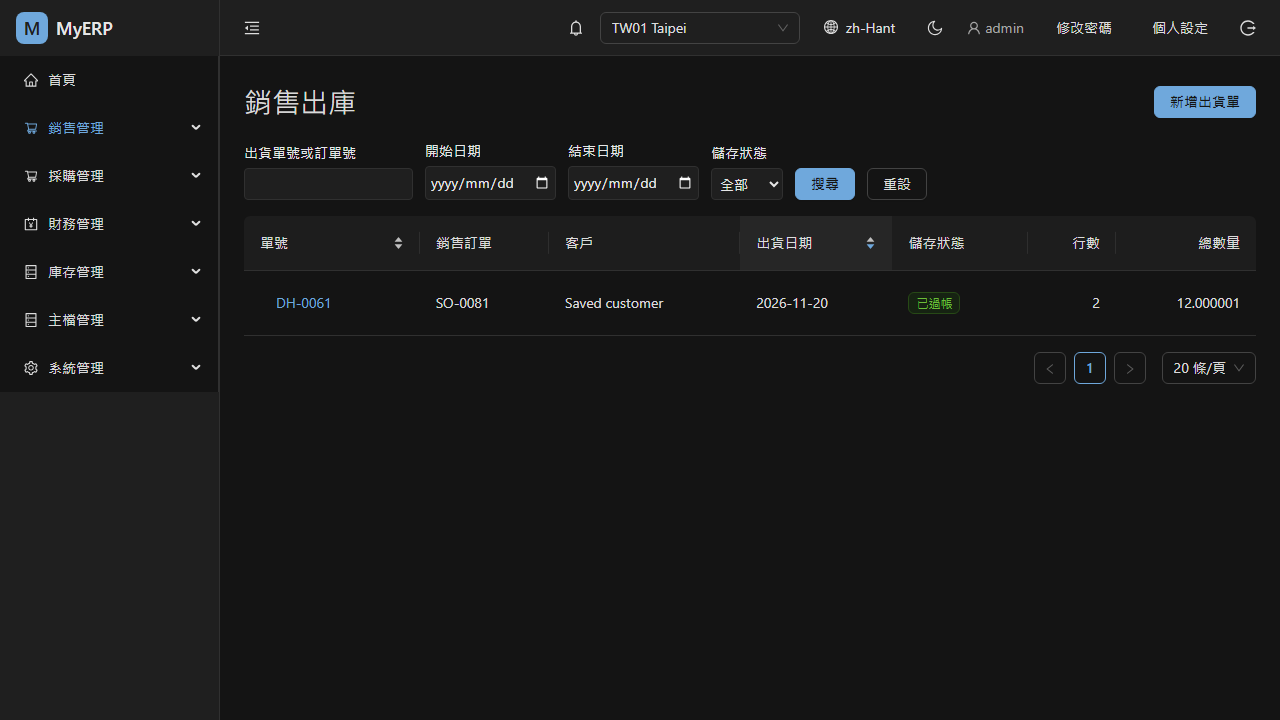 M MyERP
TW01 Taipei
zh-Hant
admin
修改密碼
個人設定
首頁
銷售管理
採購管理
財務管理
庫存管理
主檔管理
系統管理
銷售出庫
新增出貨單
出貨單號或訂單號
開始日期
結束日期
儲存狀態
yyyy/mm/dd
yyyy/mm/dd
全部
搜尋
重設
單號 銷售訂單 客戶 出貨日期 儲存狀態 行數 總數量
DH-0061 SO-0081 Saved customer 2026-11-20 已過帳 2 12.000001
1
20 條/頁